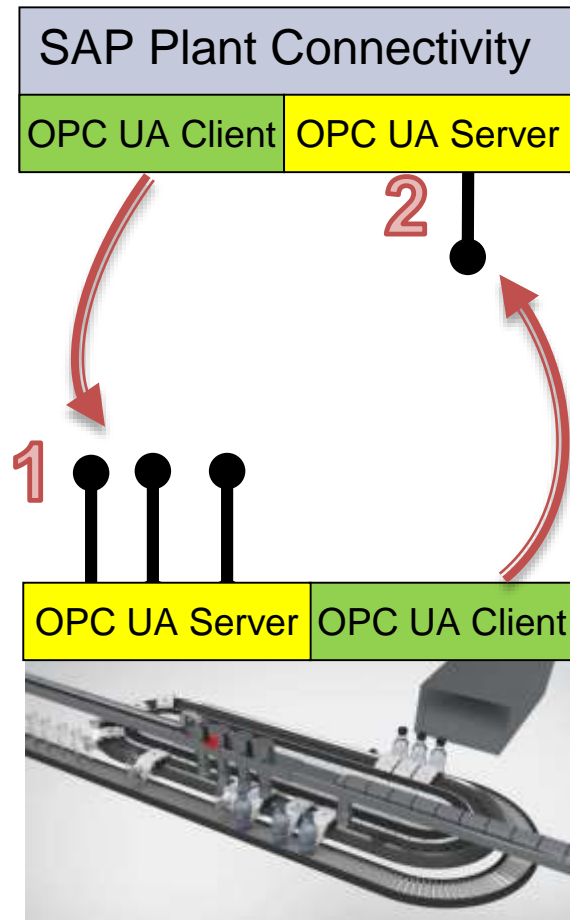 SAP Plant Connectivity
OPC UA Client
OPC UA Server
2
1
OPC UA Server
OPC UA Client